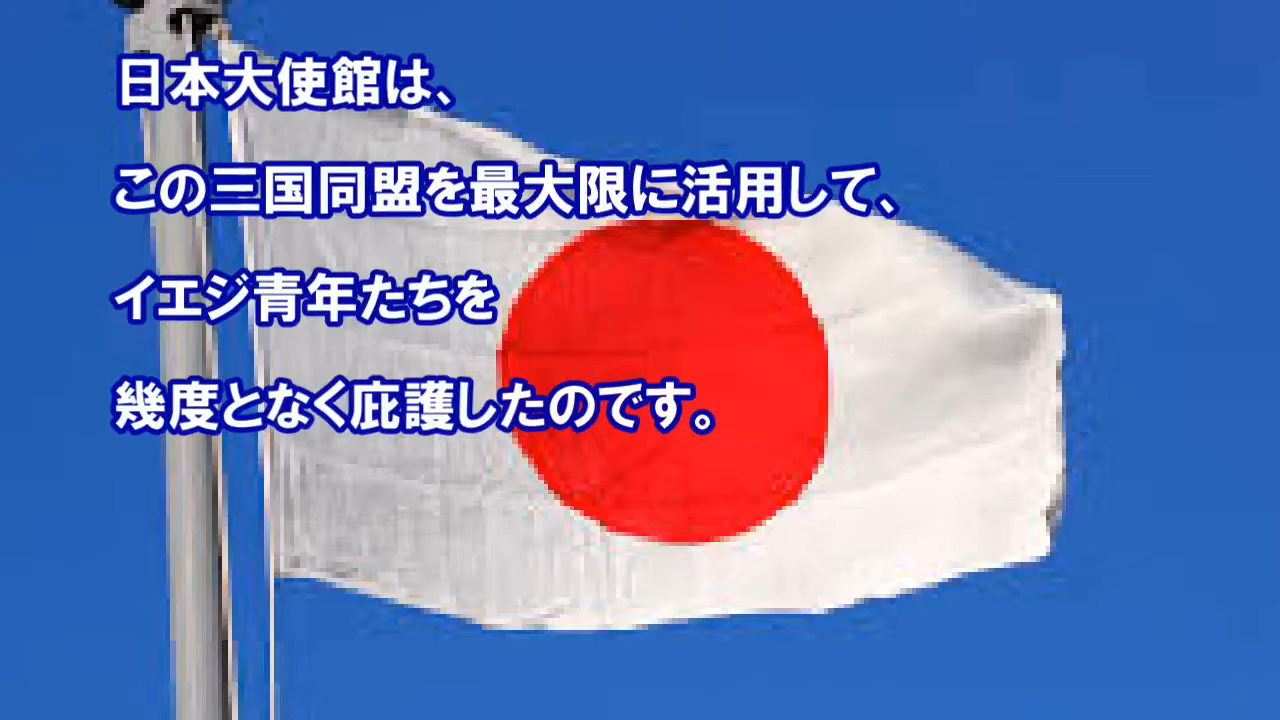 日本大使館は、
この三国同盟を最大限に活用して、
イエジ青年たちを
幾度となく庇護したのです。